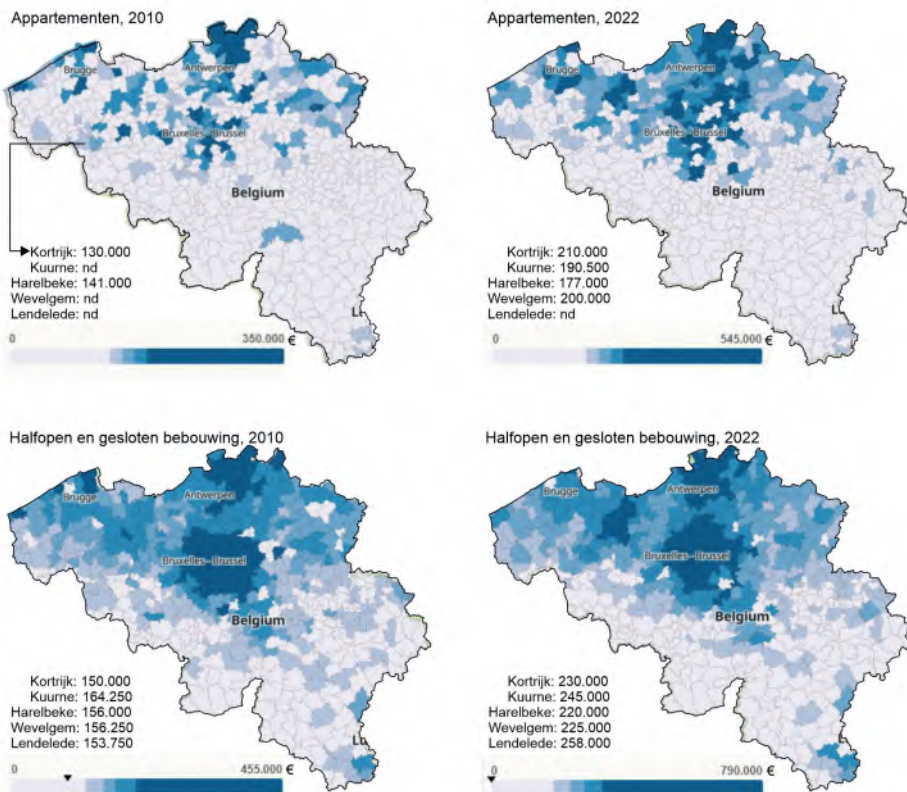 Appartementen, 2010
Brugge
Antwerpen
Bruxelles - Brussel
Belgium
Kortrijk: 130.000
Kuurne: nd
Harelbeke: 141.000
Wevelgem: nd
Lendelede: nd
0
350.000 €
Appartementen, 2022
Brugge
Antwerpen
Bruxelles - Brussel
Belgium
Kortrijk: 210.000
Kuurne: 190.500
Harelbeke: 177.000
Wevelgem: 200.000
Lendelede: nd
0
545.000 €
Halfopen en gesloten bebouwing, 2010
Brugge
Antwerpen
Bruxelles - Brussel
Belgium
Kortrijk: 150.000
Kuurne: 164.250
Harelbeke: 156.000
Wevelgem: 156.250
Lendelede: 153.750
0
455.000 €
Halfopen en gesloten bebouwing, 2022
Brugge
Antwerpen
Bruxelles - Brussel
Belgium
Kortrijk: 230.000
Kuurne: 245.000
Harelbeke: 220.000
Wevelgem: 225.000
Lendelede: 258.000
0
790.000 €